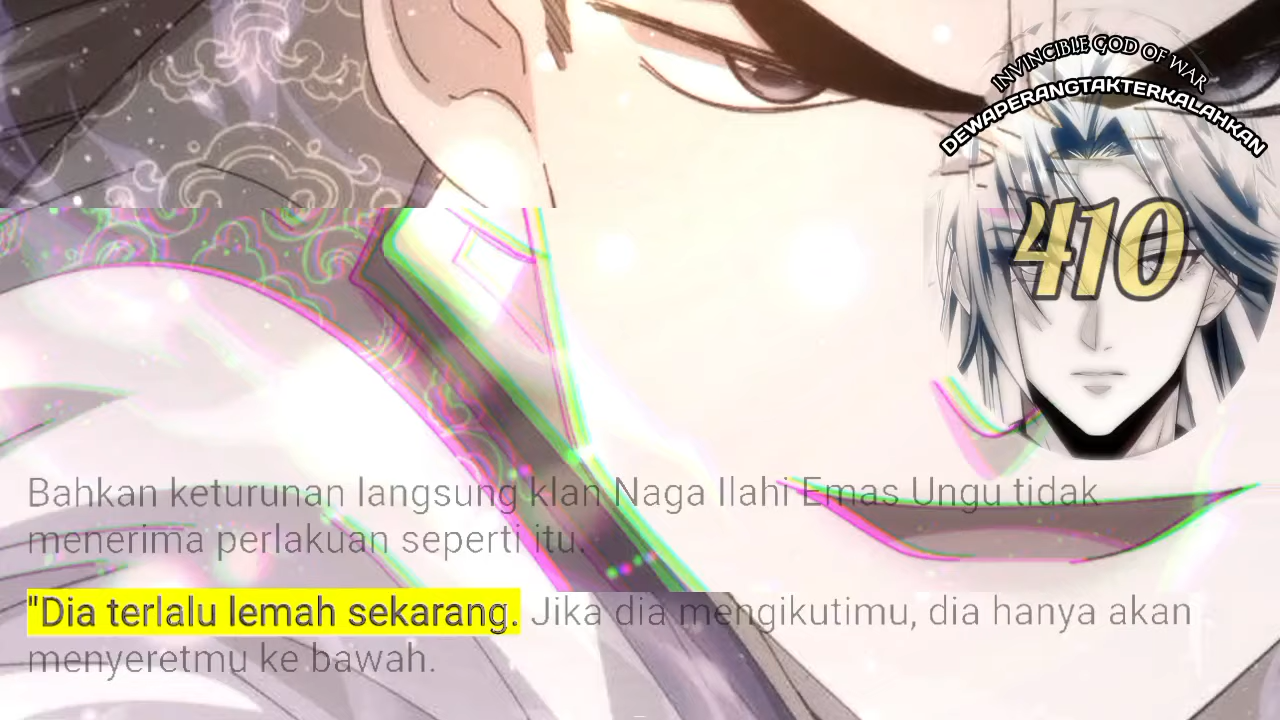 INVINCIBLE GOD OF WAR
DEWAPERANGTAKTERKALAHKAN
410
Bahkan keturunan langsung klan Naga Ilahi Emas Ungu tidak
menerima perlakuan seperti itu.
"Dia terlalu lemah sekarang. Jika dia mengikutimu, dia hanya akan
menyeretmu ke bawah.